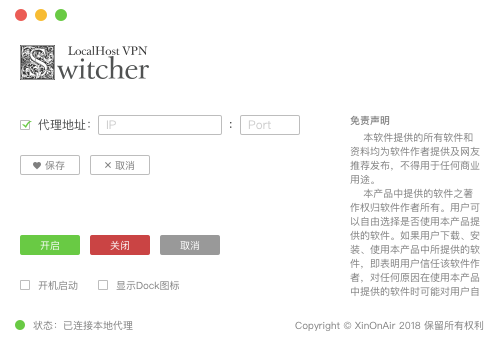 LocalHost VPN
Switcher
代理地址: IP : Port
保存 取消
开启 关闭 取消
开机启动 显示Dock图标
状态：已连接本地代理
免责声明
本软件提供的所有软件和
资料均为软件作者提供及网友
推荐发布，不得用于任何商业
用途。
本产品中提供的软件之著
作权归软件作者所有。用户可
以自由选择是否使用本产品提
供的软件。如果用户下载、安
装、使用本产品中所提供的软
件，即表明用户信任该软件作
者，对任何原因在使用本产品
中提供的软件时可能对用户自
Copyright © XinOnAir 2018 保留所有权利